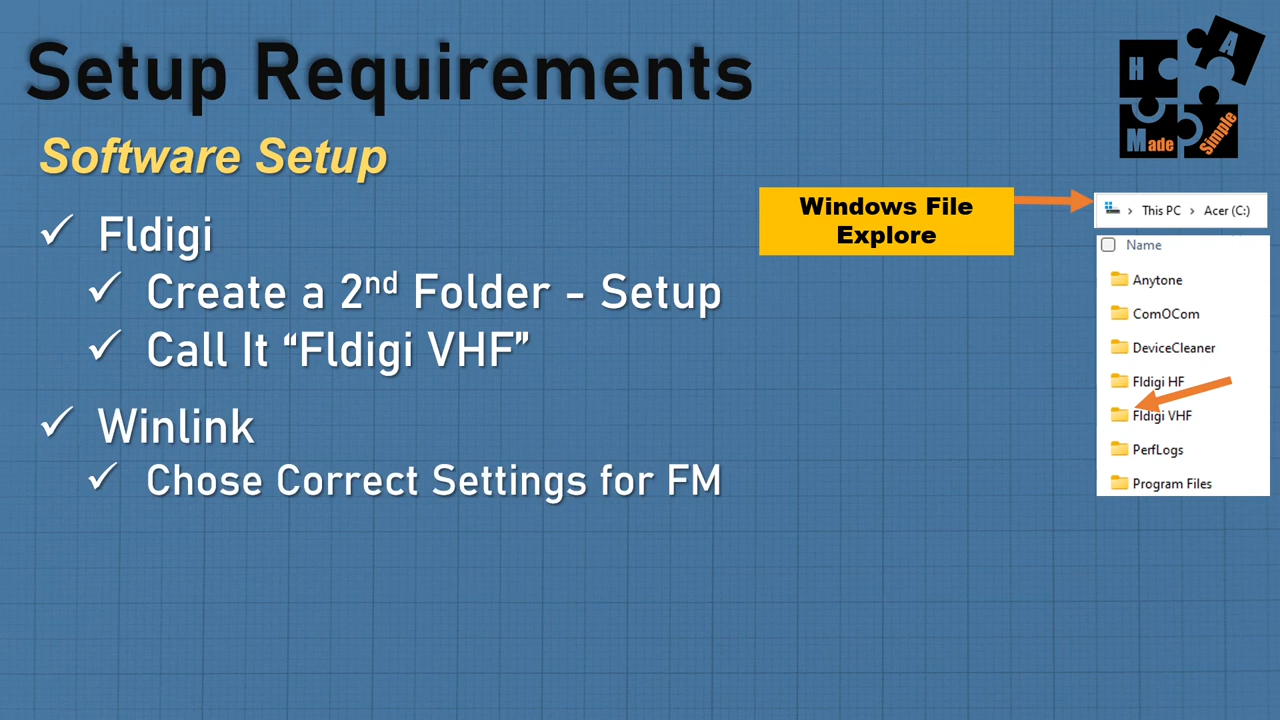 Setup Requirements
H
A
Made
Simple
Software Setup
✓ Fldigi
✓ Create a 2nd Folder - Setup
✓ Call It “Fldigi VHF”
✓ Winlink
✓ Chose Correct Settings for FM
Windows File
Explore
This PC > Acer (C:)
Name
Anytone
ComOCom
DeviceCleaner
Fldigi HF
Fldigi VHF
PerfLogs
Program Files